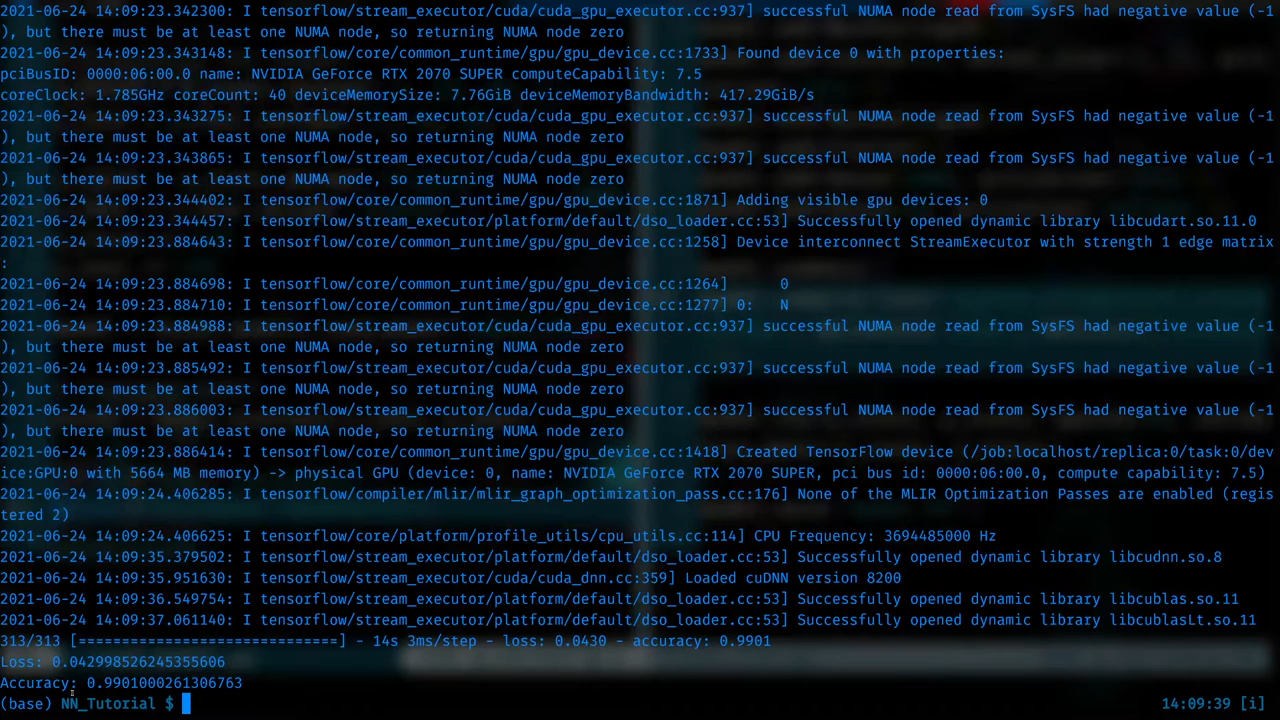 2021-06-24 14:09:23.342300: I tensorflow/stream_executor/cuda/cuda_gpu_executor.cc:937] successful NUMA node read from SysFS had negative value (-1
), but there must be at least one NUMA node, so returning NUMA node zero
2021-06-24 14:09:23.343148: I tensorflow/core/common_runtime/gpu/gpu_device.cc:1733] Found device 0 with properties:
pciBusID: 0000:06:00.0 name: NVIDIA GeForce RTX 2070 SUPER computeCapability: 7.5
coreClock: 1.785GHz coreCount: 40 deviceMemorySize: 7.76GiB deviceMemoryBandwidth: 417.29GiB/s
2021-06-24 14:09:23.343275: I tensorflow/stream_executor/cuda/cuda_gpu_executor.cc:937] successful NUMA node read from SysFS had negative value (-1
), but there must be at least one NUMA node, so returning NUMA node zero
2021-06-24 14:09:23.343865: I tensorflow/stream_executor/cuda/cuda_gpu_executor.cc:937] successful NUMA node read from SysFS had negative value (-1
), but there must be at least one NUMA node, so returning NUMA node zero
2021-06-24 14:09:23.344402: I tensorflow/core/common_runtime/gpu/gpu_device.cc:1871] Adding visible gpu devices: 0
2021-06-24 14:09:23.344457: I tensorflow/stream_executor/platform/default/dso_loader.cc:53] Successfully opened dynamic library libcudart.so.11.0
2021-06-24 14:09:23.884643: I tensorflow/core/common_runtime/gpu/gpu_device.cc:1258] Device interconnect StreamExecutor with strength 1 edge matrix
:
2021-06-24 14:09:23.884698: I tensorflow/core/common_runtime/gpu/gpu_device.cc:1264]      0
2021-06-24 14:09:23.884710: I tensorflow/core/common_runtime/gpu/gpu_device.cc:1277] 0:   N
2021-06-24 14:09:23.884988: I tensorflow/stream_executor/cuda/cuda_gpu_executor.cc:937] successful NUMA node read from SysFS had negative value (-1
), but there must be at least one NUMA node, so returning NUMA node zero
2021-06-24 14:09:23.885492: I tensorflow/stream_executor/cuda/cuda_gpu_executor.cc:937] successful NUMA node read from SysFS had negative value (-1
), but there must be at least one NUMA node, so returning NUMA node zero
2021-06-24 14:09:23.886003: I tensorflow/stream_executor/cuda/cuda_gpu_executor.cc:937] successful NUMA node read from SysFS had negative value (-1
), but there must be at least one NUMA node, so returning NUMA node zero
2021-06-24 14:09:23.886414: I tensorflow/core/common_runtime/gpu/gpu_device.cc:1418] Created TensorFlow device (/job:localhost/replica:0/task:0/dev
ice:GPU:0 with 5664 MB memory) -> physical GPU (device: 0, name: NVIDIA GeForce RTX 2070 SUPER, pci bus id: 0000:06:00.0, compute capability: 7.5)
2021-06-24 14:09:24.406285: I tensorflow/compiler/mlir/mlir_graph_optimization_pass.cc:176] None of the MLIR Optimization Passes are enabled (regis
tered 2)
2021-06-24 14:09:24.406625: I tensorflow/core/platform/profile_utils/cpu_utils.cc:114] CPU Frequency: 3694485000 Hz
2021-06-24 14:09:35.379502: I tensorflow/stream_executor/platform/default/dso_loader.cc:53] Successfully opened dynamic library libcudnn.so.8
2021-06-24 14:09:35.951630: I tensorflow/stream_executor/cuda/cuda_dnn.cc:359] Loaded cuDNN version 8200
2021-06-24 14:09:36.549754: I tensorflow/stream_executor/platform/default/dso_loader.cc:53] Successfully opened dynamic library libcublas.so.11
2021-06-24 14:09:37.061140: I tensorflow/stream_executor/platform/default/dso_loader.cc:53] Successfully opened dynamic library libcublasLt.so.11
313/313 [==============================] - 14s 3ms/step - loss: 0.0430 - accuracy: 0.9901
Loss: 0.042998526245355606
Accuracy: 0.9901000261306763
(base) NN_Tutorial $ 14:09:39 [i]